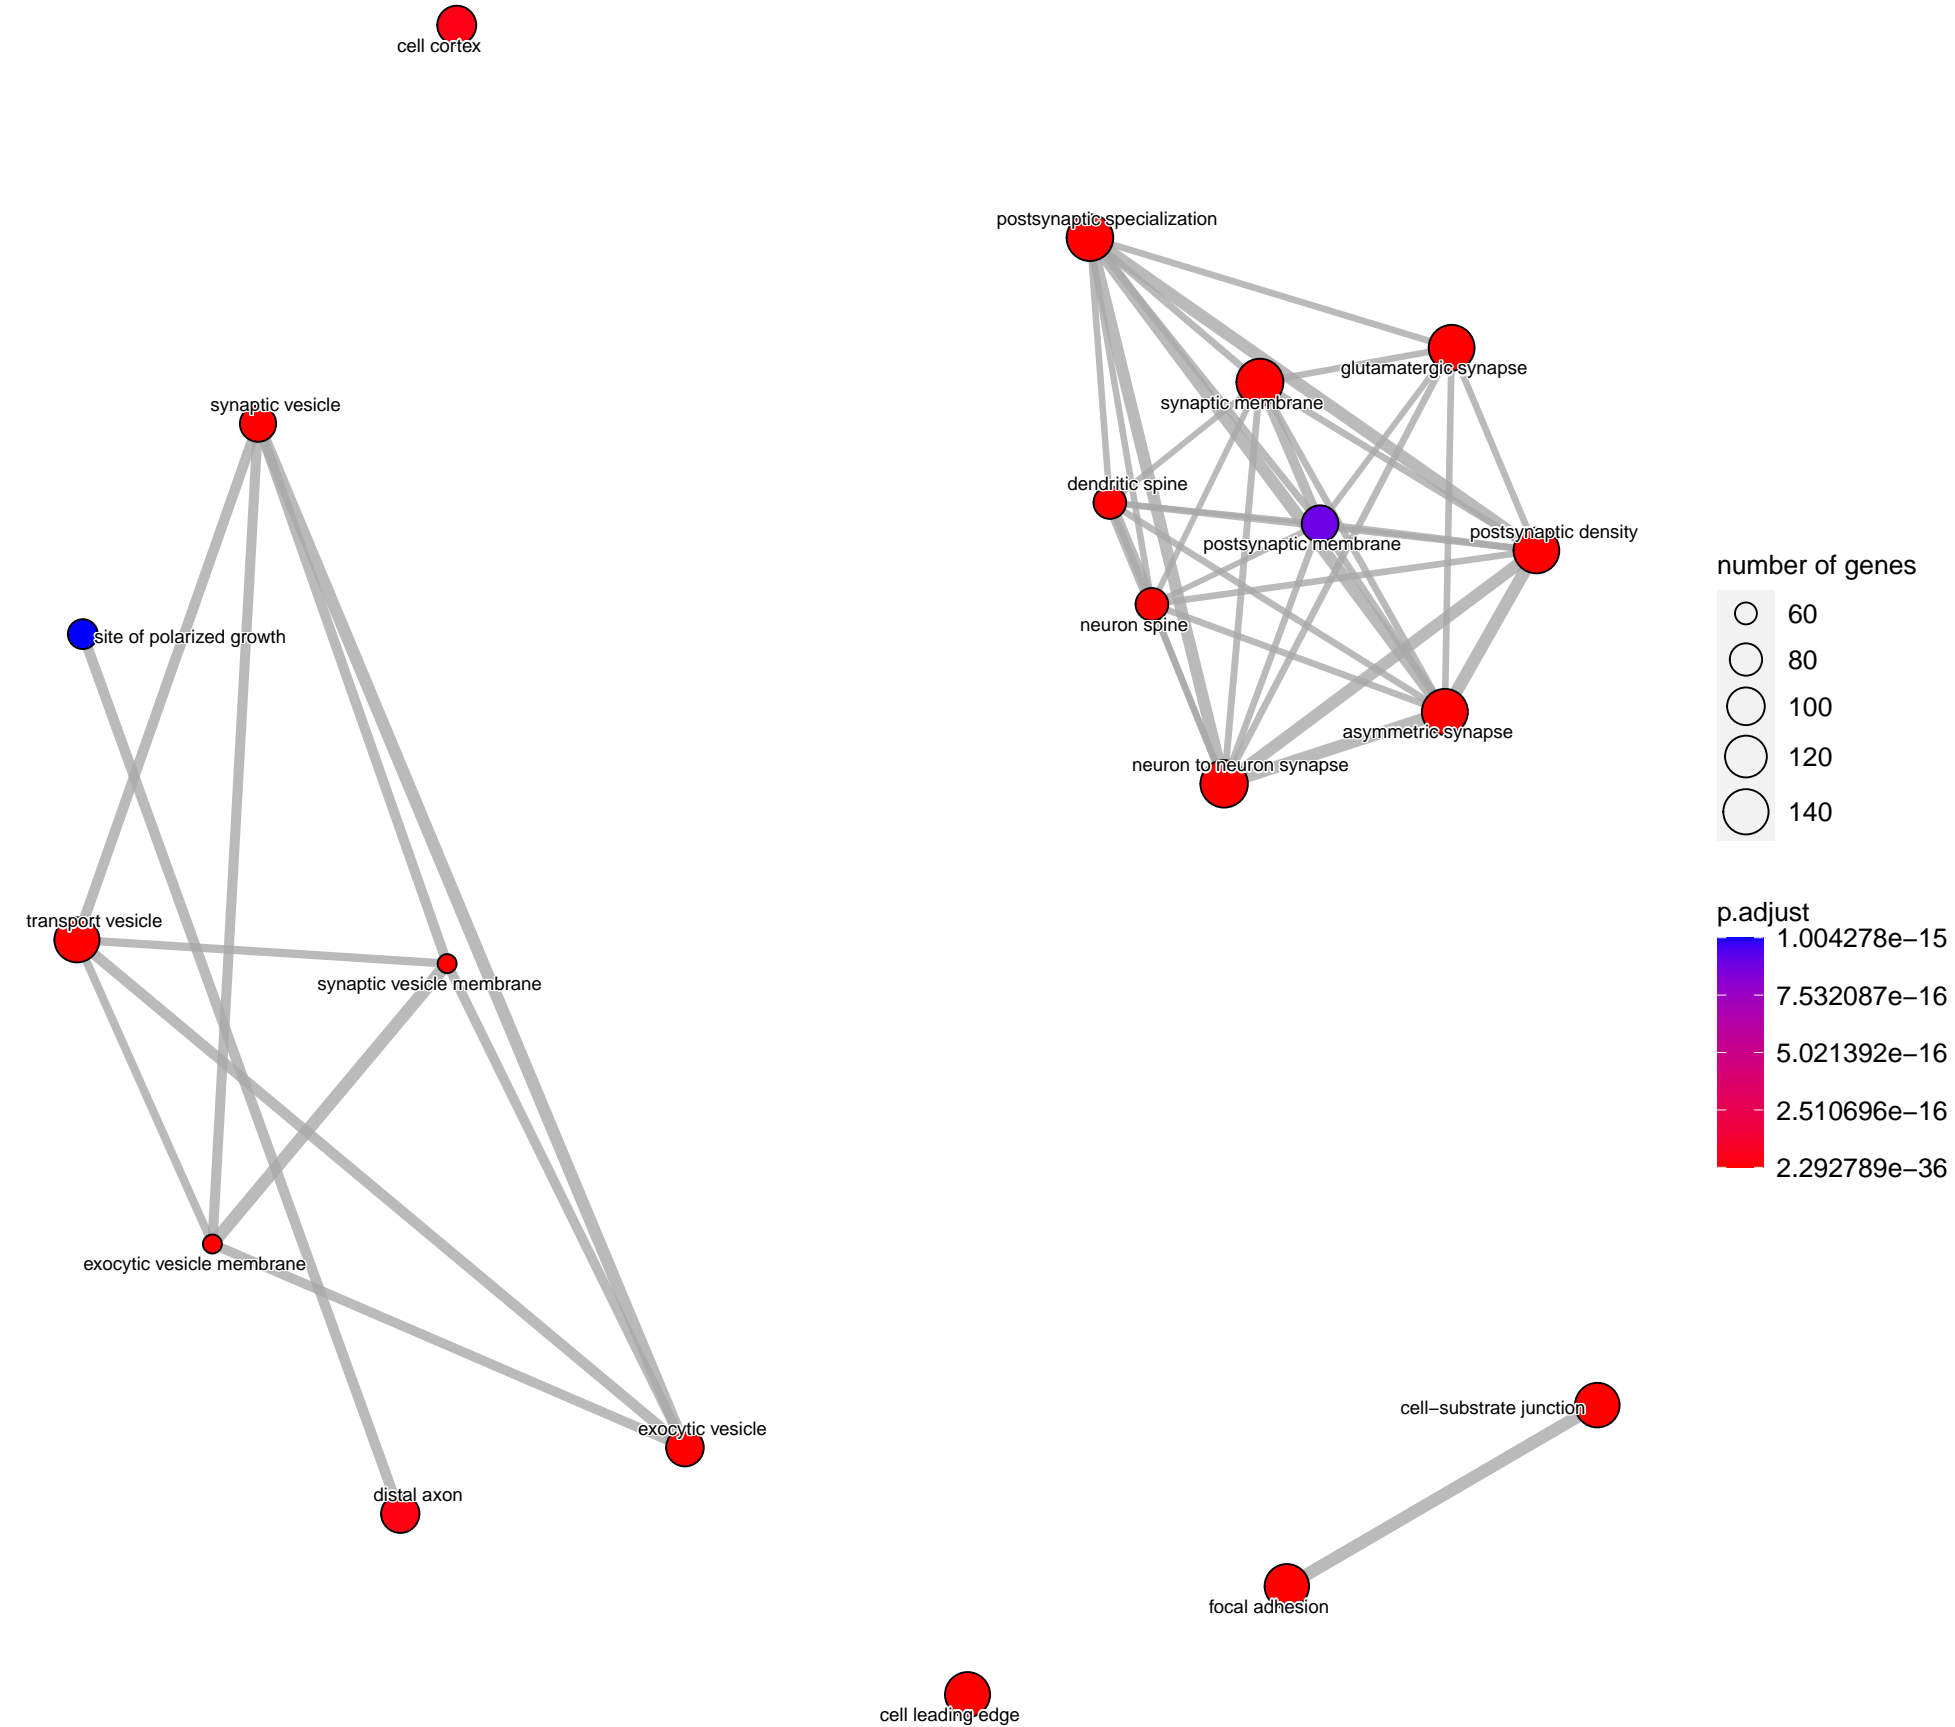 cell cortex
postsynaptic specialization
glutamatergic synapse
synaptic membrane
synaptic vesicle
dendritic spine
postsynaptic density
postsynaptic membrane
neuron spine
site of polarized growth
asymmetric synapse
neuron to neuron synapse
transport vesicle
synaptic vesicle membrane
exocytic vesicle membrane
cell−substrate junction
exocytic vesicle
distal axon
focal adhesion
cell leading edge
number of genes
60
80
100
120
140
p.adjust
1.004278e−15
7.532087e−16
5.021392e−16
2.510696e−16
2.292789e−36